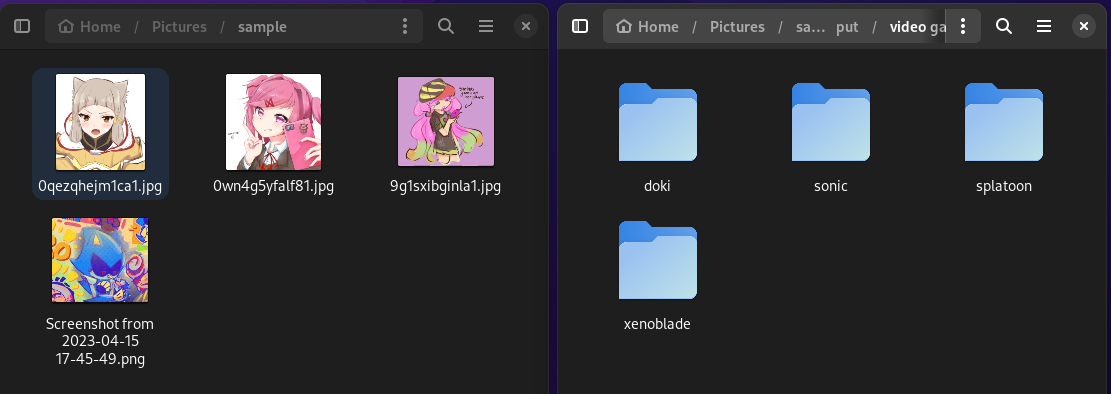 Home / Pictures / sample
Home / Pictures / sa... put / video ga
0qezqhejm1ca1.jpg
0wn4g5yfalf81.jpg
9g1sxibginla1.jpg
Screenshot from
2023-04-15
17-45-49.png
doki
sonic
splatoon
xenoblade